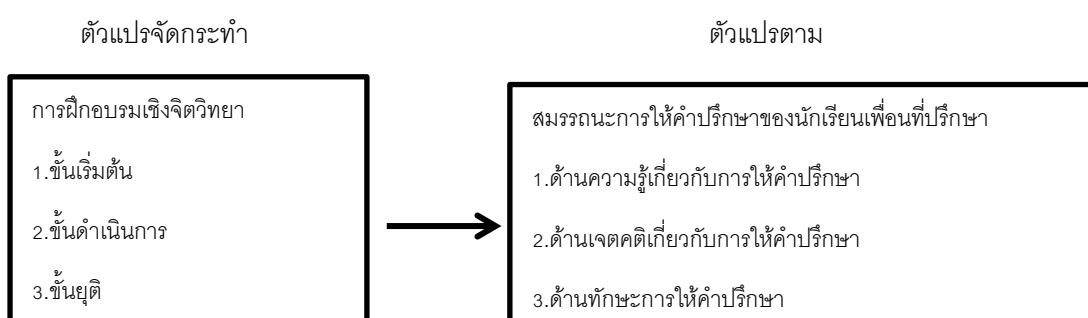 ตัวแปรจัดกระทำ
ตัวแปรตาม
การฝึกอบรมเชิงจิตวิทยา
1.ขั้นเริ่มต้น
2.ขั้นดำเนินการ
3.ขั้นยุติ
สมรรถนะการให้คำปรึกษาของนักเรียนเพื่อนที่ปรึกษา
1.ด้านความรู้เกี่ยวกับการให้คำปรึกษา
2.ด้านเจตคติเกี่ยวกับการให้คำปรึกษา
3.ด้านทักษะการให้คำปรึกษา